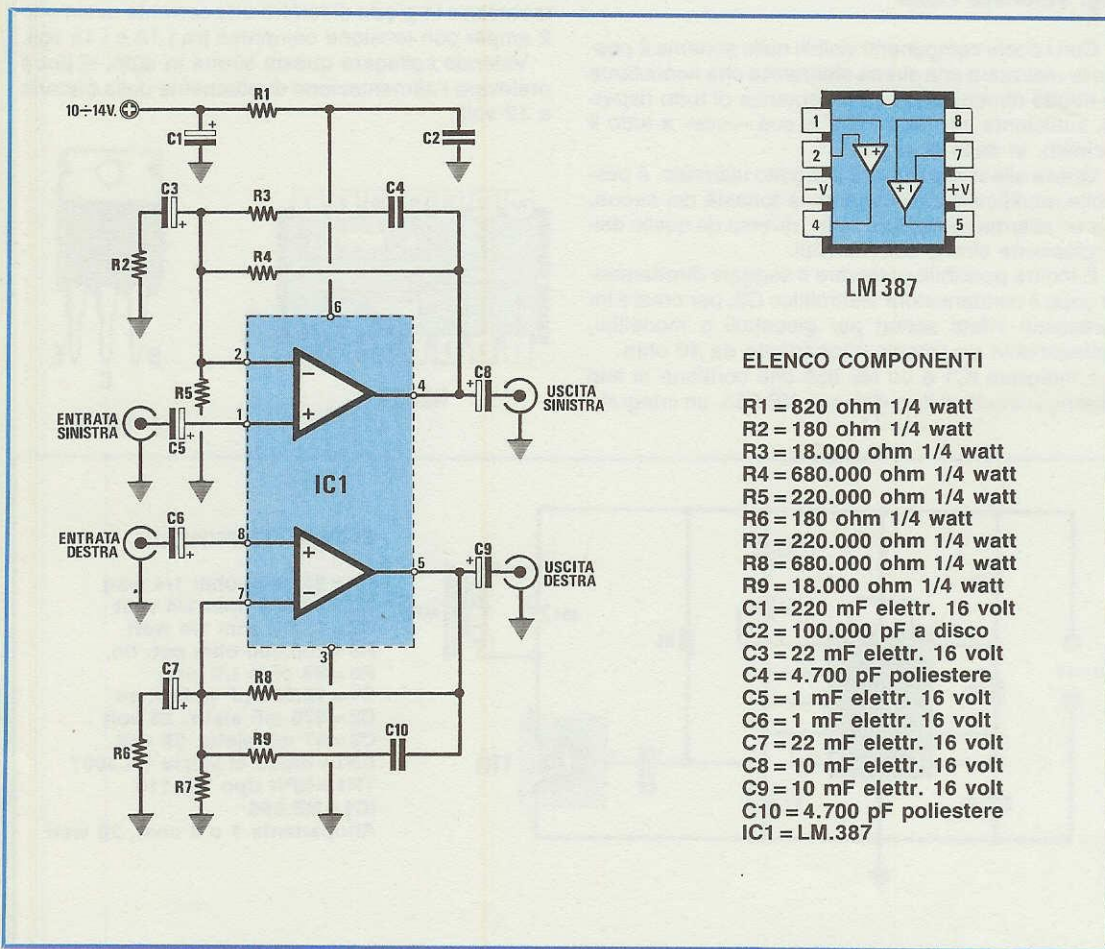 R1
10÷14V.
+
C1
C2
C3
R3
C4
R2
R4
6
2
R5
4
C8
ENTRATA
SINISTRA
C5
1
USCITA
SINISTRA
IC1
ENTRATA
DESTRA
C6
8
5
C9
USCITA
DESTRA
7
C7
R8
3
R6
R9
C10
R7
1
8
2
7
–V
+V
4
5
LM 387
ELENCO COMPONENTI
R1 = 820 ohm 1/4 watt
R2 = 180 ohm 1/4 watt
R3 = 18.000 ohm 1/4 watt
R4 = 680.000 ohm 1/4 watt
R5 = 220.000 ohm 1/4 watt
R6 = 180 ohm 1/4 watt
R7 = 220.000 ohm 1/4 watt
R8 = 680.000 ohm 1/4 watt
R9 = 18.000 ohm 1/4 watt
C1 = 220 mF elettr. 16 volt
C2 = 100.000 pF a disco
C3 = 22 mF elettr. 16 volt
C4 = 4.700 pF poliestere
C5 = 1 mF elettr. 16 volt
C6 = 1 mF elettr. 16 volt
C7 = 22 mF elettr. 16 volt
C8 = 10 mF elettr. 16 volt
C9 = 10 mF elettr. 16 volt
C10 = 4.700 pF poliestere
IC1 = LM.387